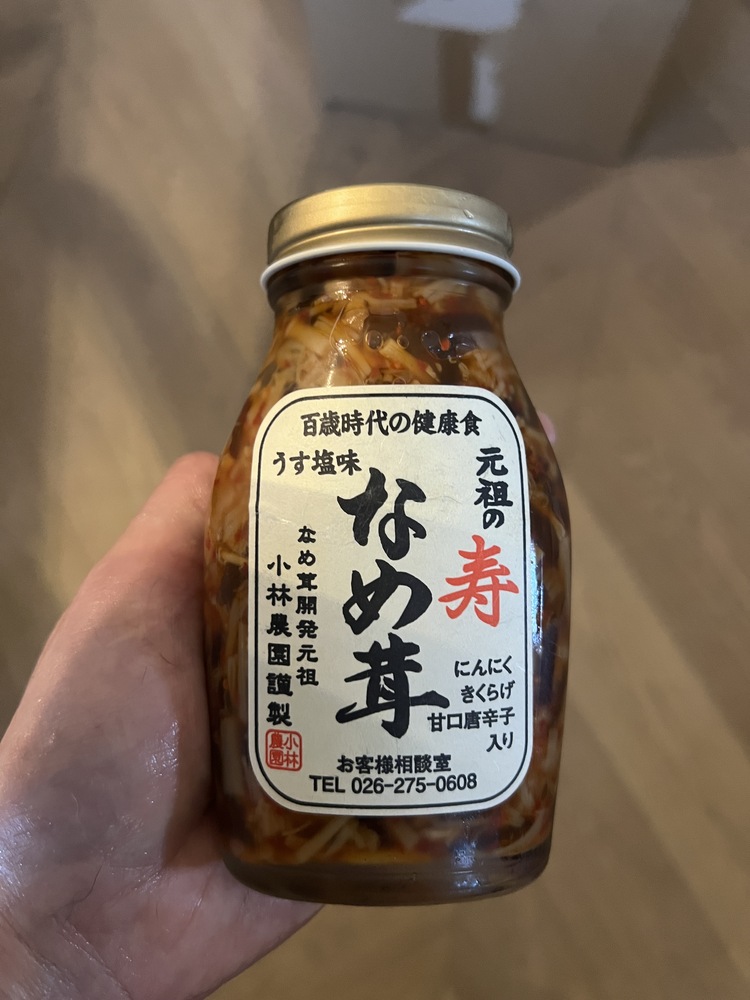 百歳時代の健康食
うす塩味
元祖の
寿
なめ茸
にんにく
きくらげ
甘口唐辛子
入り
なめ茸開発元祖
小林農園謹製
小林
農園
お客様相談室
TEL 026-275-0608